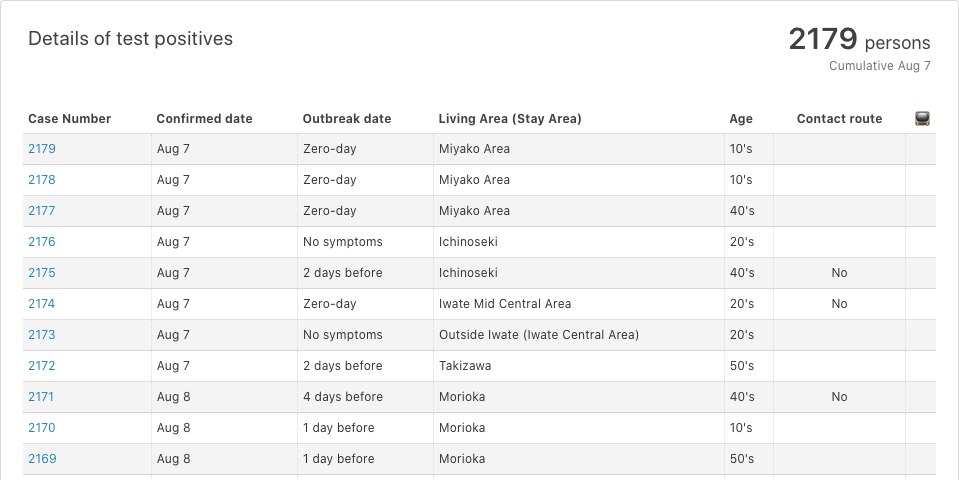 Details of test positives
2179 persons
Cumulative Aug 7
Case Number Confirmed date Outbreak date Living Area (Stay Area) Age Contact route
2179 Aug 7 Zero-day Miyako Area 10's
2178 Aug 7 Zero-day Miyako Area 10's
2177 Aug 7 Zero-day Miyako Area 40's
2176 Aug 7 No symptoms Ichinoseki 20's
2175 Aug 7 2 days before Ichinoseki 40's No
2174 Aug 7 Zero-day Iwate Mid Central Area 20's No
2173 Aug 7 No symptoms Outside Iwate (Iwate Central Area) 20's
2172 Aug 7 2 days before Takizawa 50's
2171 Aug 8 4 days before Morioka 40's No
2170 Aug 8 1 day before Morioka 10's
2169 Aug 8 1 day before Morioka 50's